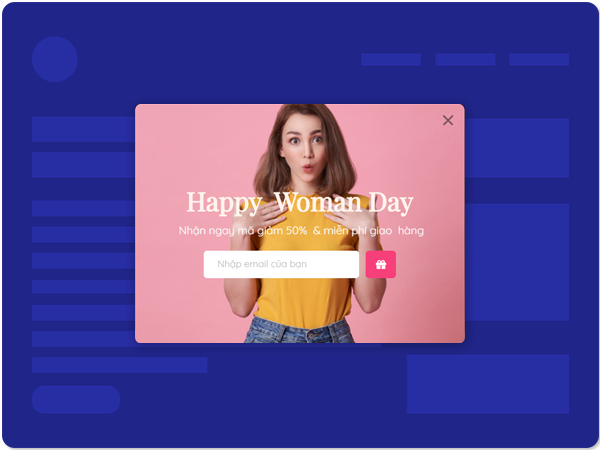 Happy Woman Day
Nhận ngay mã giảm 50% & miễn phí giao hàng
Nhập email của bạn